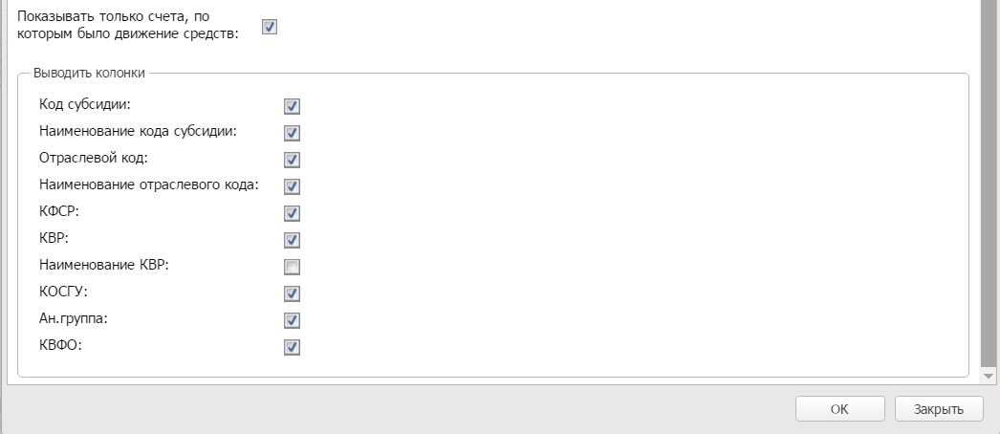 Показывать только счета, по
которым было движение средств:
Выводить колонки
Код субсидии:
Наименование кода субсидии:
Отраслевой код:
Наименование отраслевого кода:
КФСР:
КВР:
Наименование КВР:
КОСГУ:
Ан.группа:
КВФО:
ОК
Закрыть